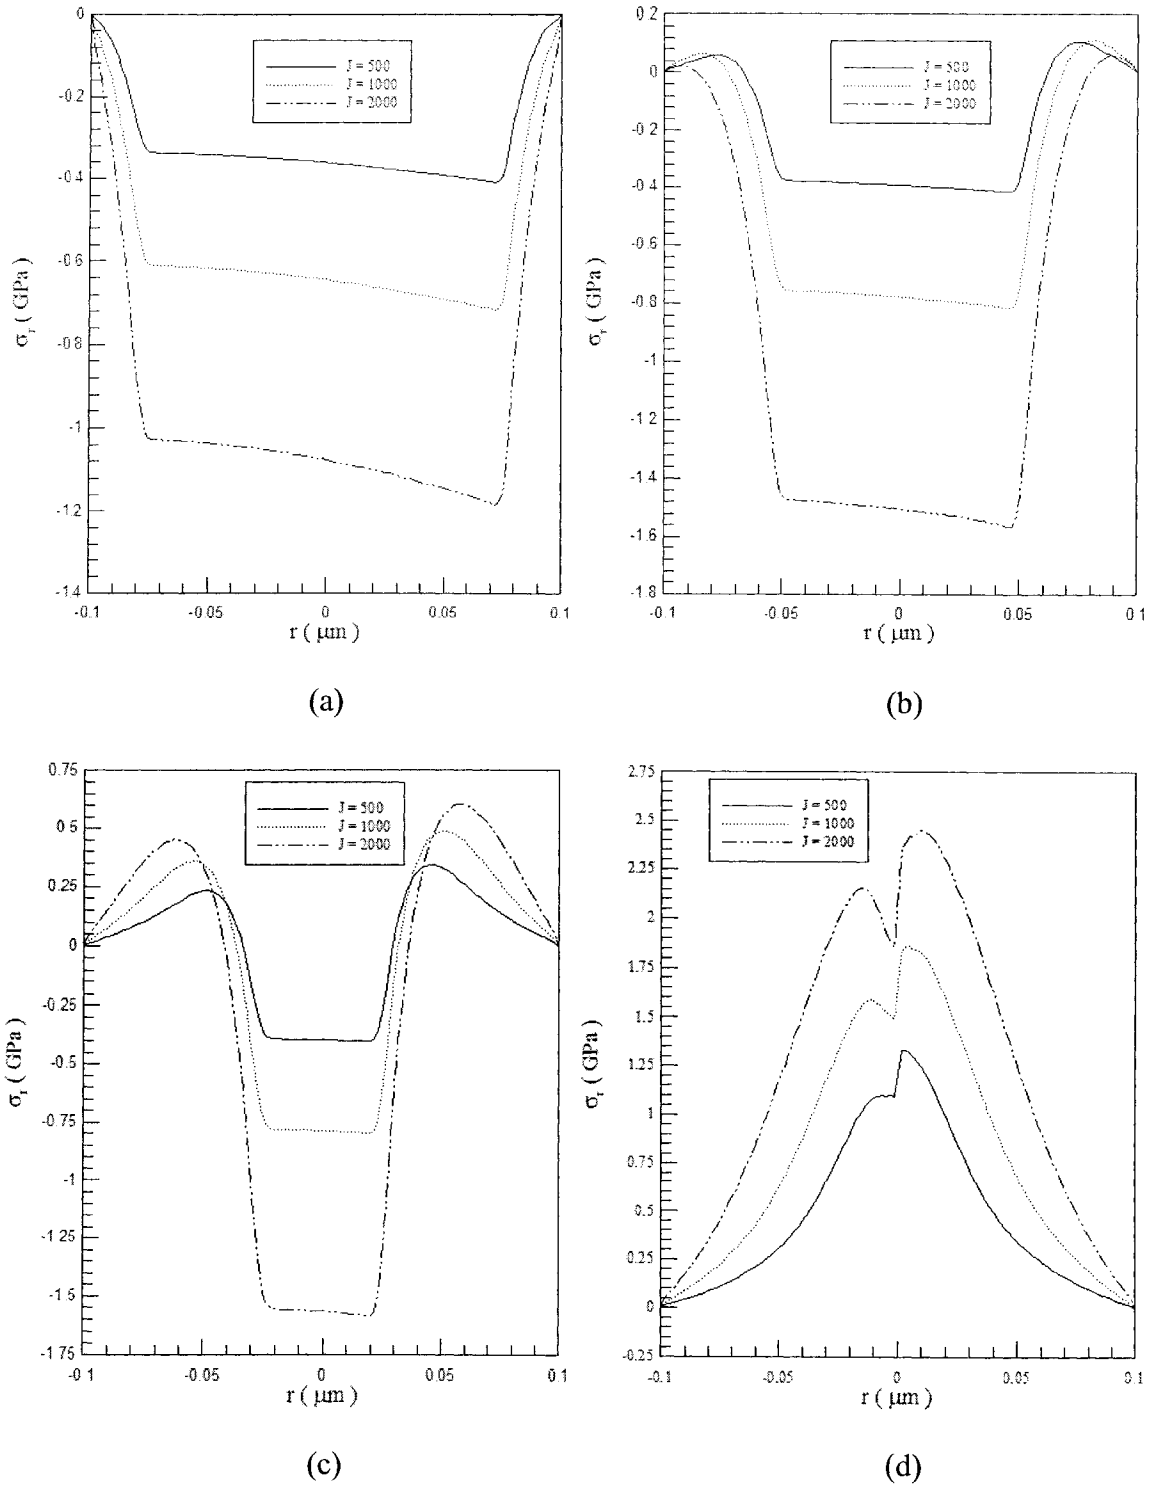 0
-0.2
-0.4
-0.6
-0.8
-1
-1.2
-1.4
σr ( GPa )
J = 500
J = 1000
J = 2000
-0.1
-0.05
0
0.05
0.1
r ( μm )
(a)
0.2
0
-0.2
-0.4
-0.6
-0.8
-1
-1.2
-1.4
-1.6
-1.8
σr ( GPa )
J = 500
J = 1000
J = 2000
-0.1
-0.05
0
0.05
0.1
r ( μm )
(b)
0.75
0.5
0.25
0
-0.25
-0.5
-0.75
-1
-1.25
-1.5
-1.75
σr ( GPa )
J = 500
J = 1000
J = 2000
-0.1
-0.05
0
0.05
0.1
r ( μm )
(c)
2.75
2.5
2.25
2
1.75
1.5
1.25
1
0.75
0.5
0.25
0
-0.25
σr ( GPa )
J = 500
J = 1000
J = 2000
-0.1
-0.05
0
0.05
0.1
r ( μm )
(d)